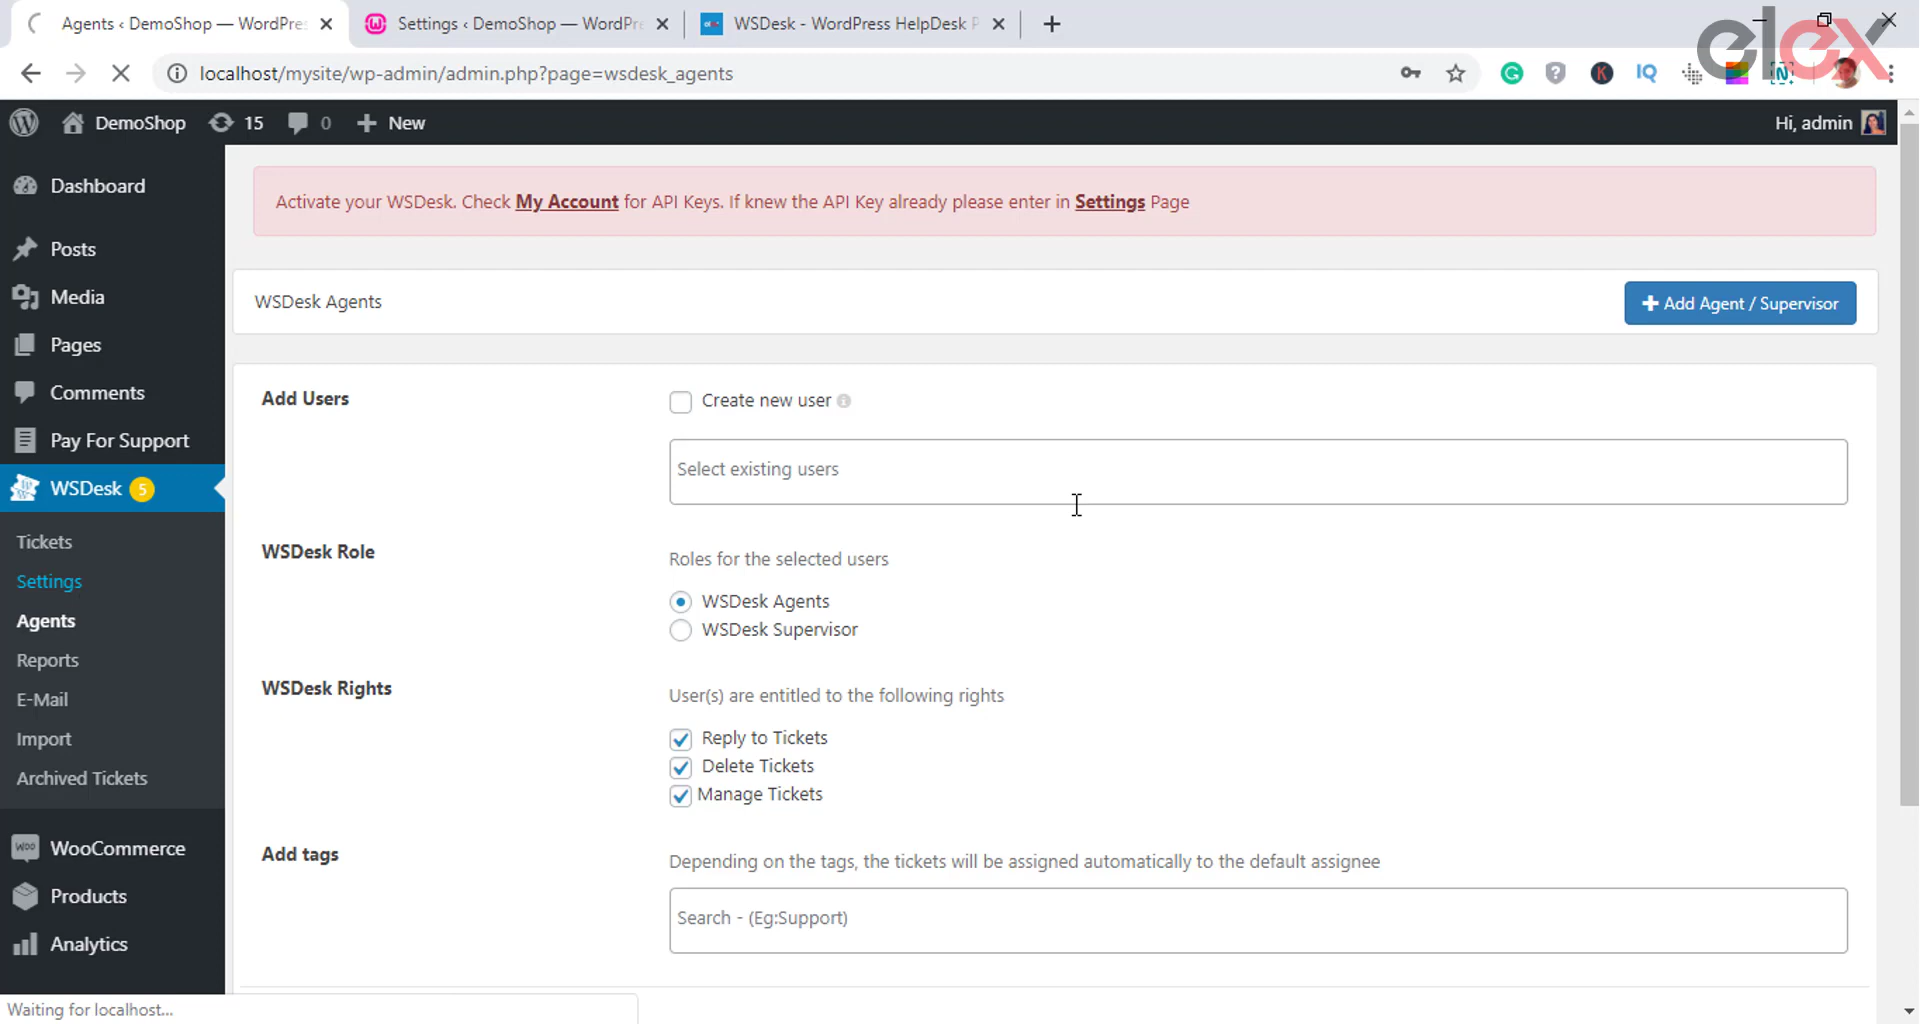 Agents ‹ DemoShop — WordPres
Settings ‹ DemoShop — WordPre
WSDesk - WordPress HelpDesk P
elex
localhost/mysite/wp-admin/admin.php?page=wsdesk_agents
DemoShop
15
0
New
Hi, admin
Dashboard
Posts
Media
Pages
Comments
Pay For Support
WSDesk 5
Tickets
Settings
Agents
Reports
E-Mail
Import
Archived Tickets
WooCommerce
Products
Analytics
Activate your WSDesk. Check My Account for API Keys. If knew the API Key already please enter in Settings Page
WSDesk Agents
Add Agent / Supervisor
Add Users
Create new user
Select existing users
WSDesk Role
Roles for the selected users
WSDesk Agents
WSDesk Supervisor
WSDesk Rights
User(s) are entitled to the following rights
Reply to Tickets
Delete Tickets
Manage Tickets
Add tags
Depending on the tags, the tickets will be assigned automatically to the default assignee
Search - (Eg:Support)
Waiting for localhost...